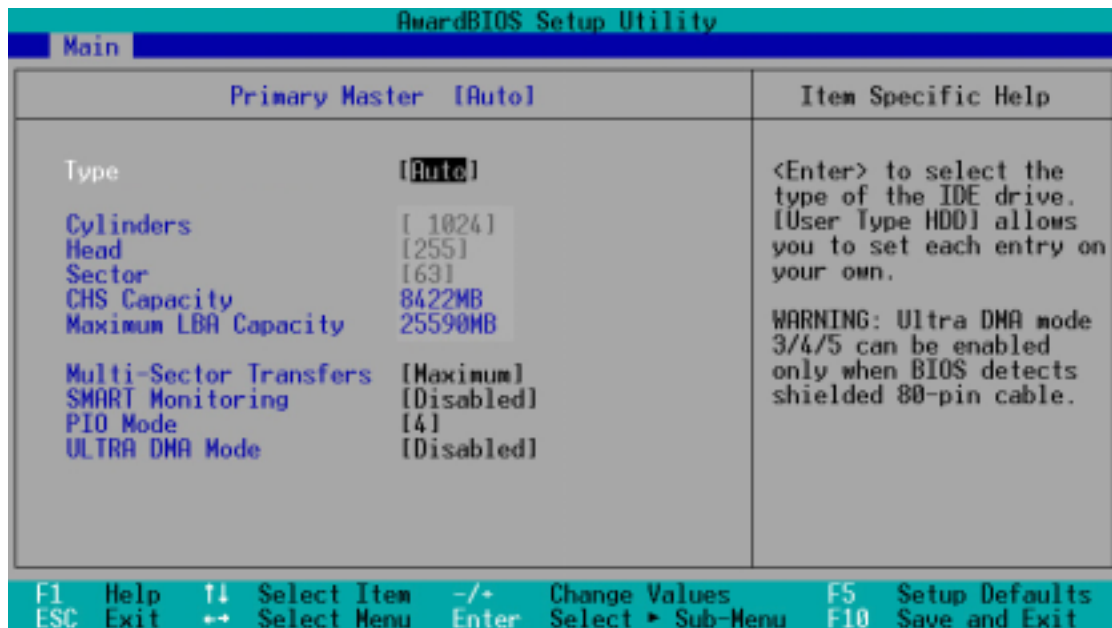 AwardBIOS Setup Utility
Main
Primary Master [Auto]
Item Specific Help
Type [Auto]
Cylinders [ 1024]
Head [255]
Sector [63]
CHS Capacity 8422MB
Maximum LBA Capacity 25590MB
Multi-Sector Transfers [Maximum]
SMART Monitoring [Disabled]
PIO Mode [4]
ULTRA DMA Mode [Disabled]
<Enter> to select the
type of the IDE drive.
[User Type HDD] allows
you to set each entry on
your own.
WARNING: Ultra DMA mode
3/4/5 can be enabled
only when BIOS detects
shielded 80-pin cable.
F1 Help ↑↓ Select Item -/+ Change Values F5 Setup Defaults
ESC Exit ←→ Select Menu Enter Select ► Sub-Menu F10 Save and Exit